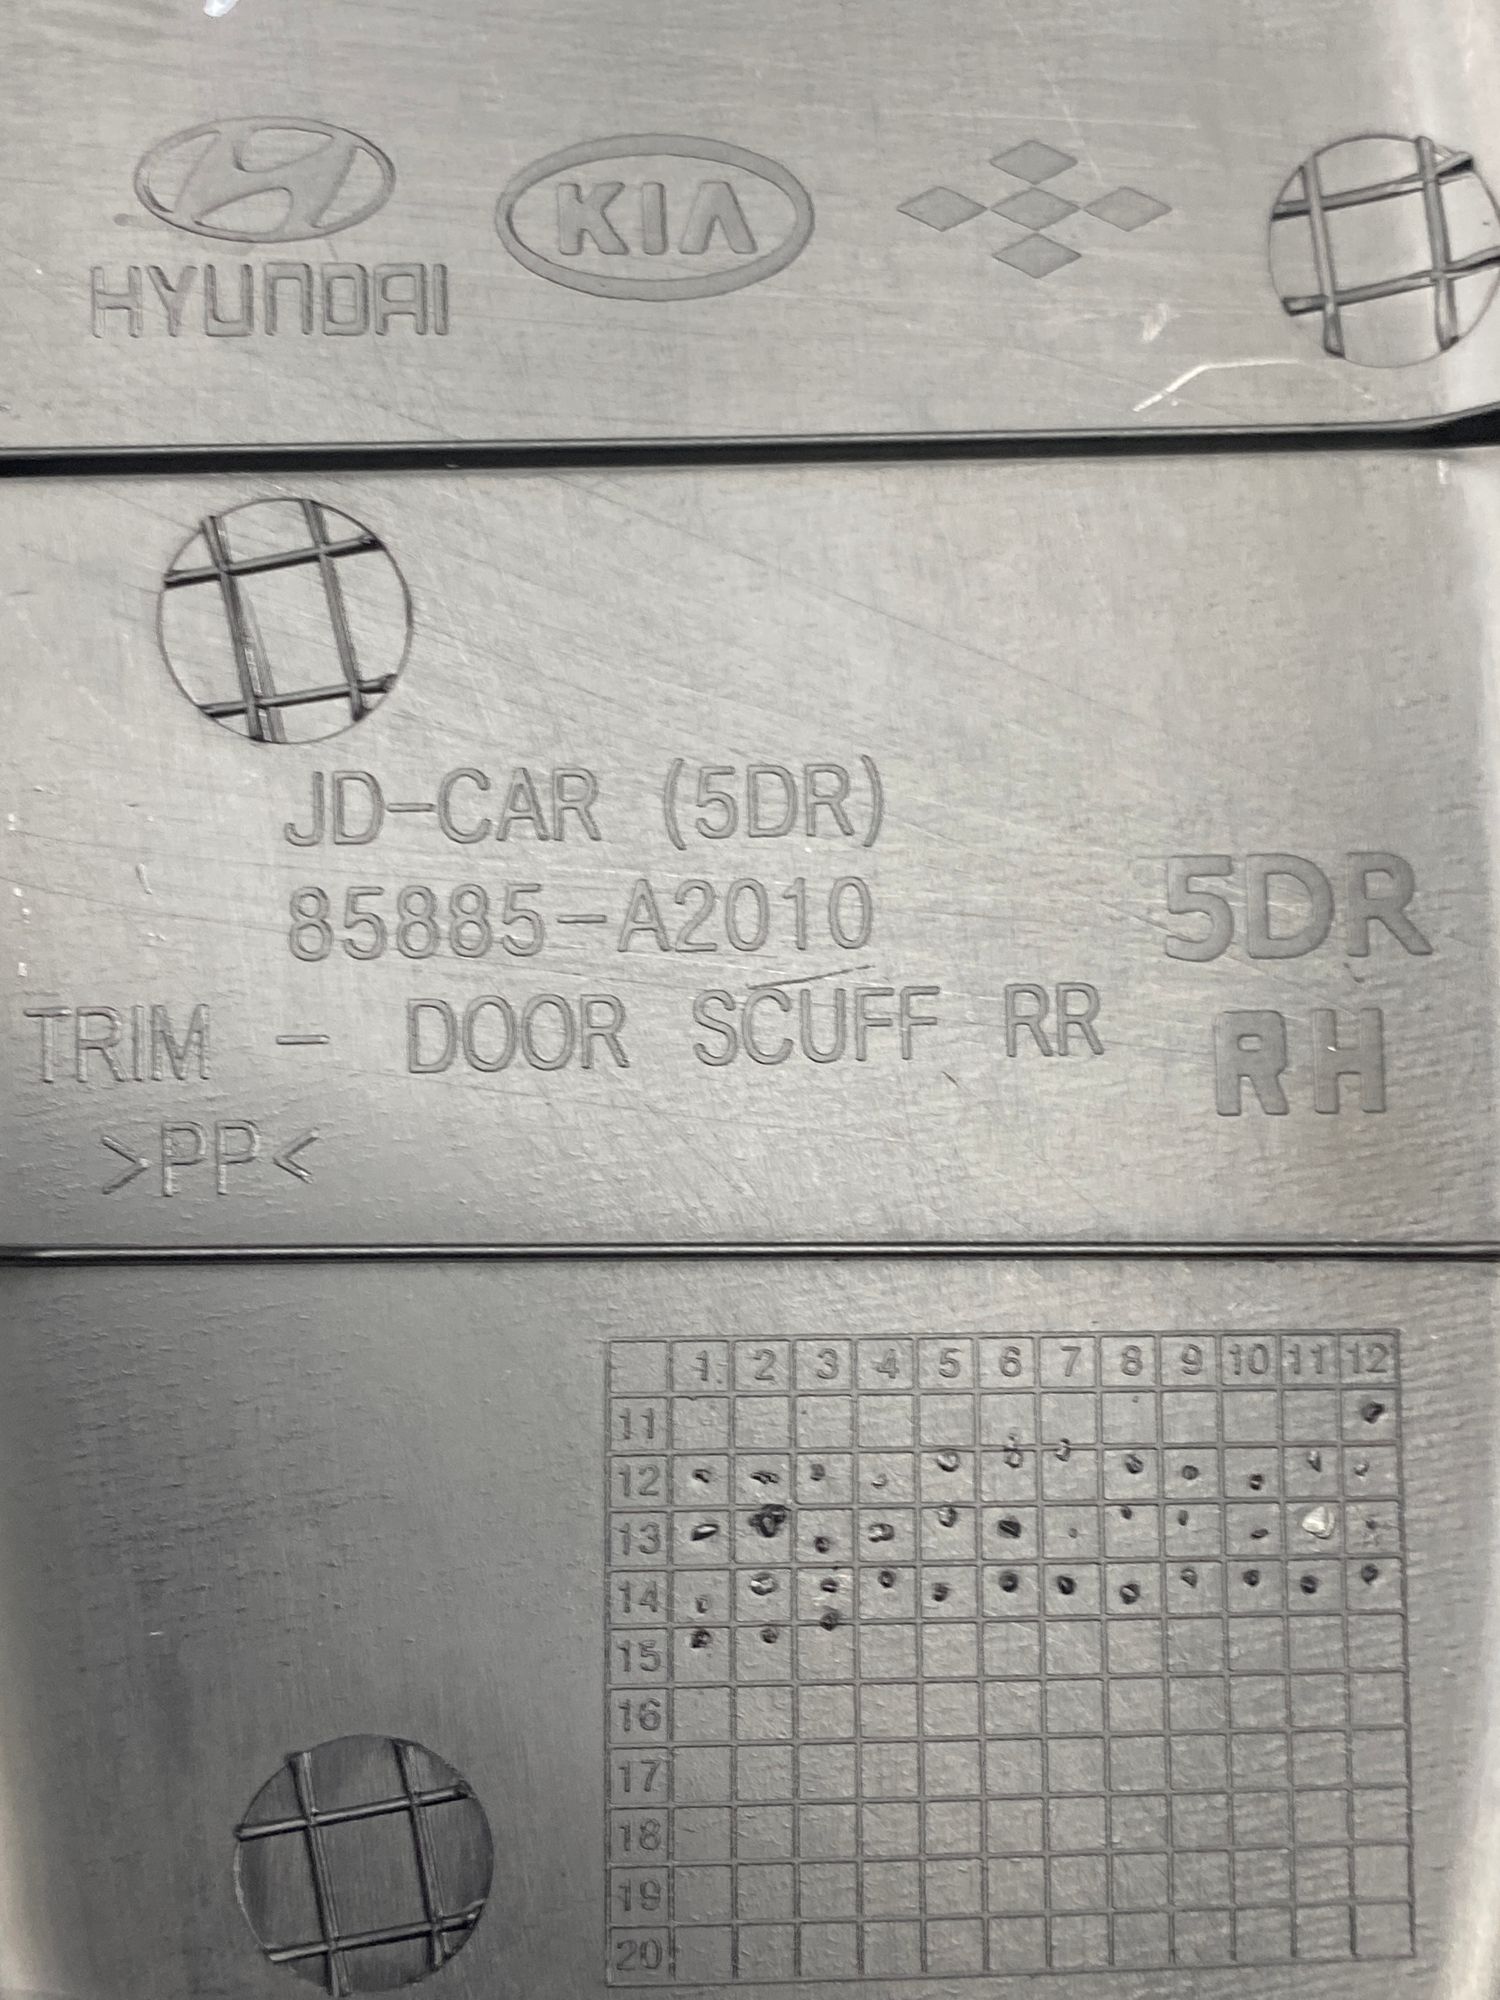 HYUNDAI KIA
JD-CAR (5DR)
85885-A2010
5DR
TRIM - DOOR SCUFF RR
RH
>PP<
1 2 3 4 5 6 7 8 9 10 11 12
11
12
13
14
15
16
17
18
19
20